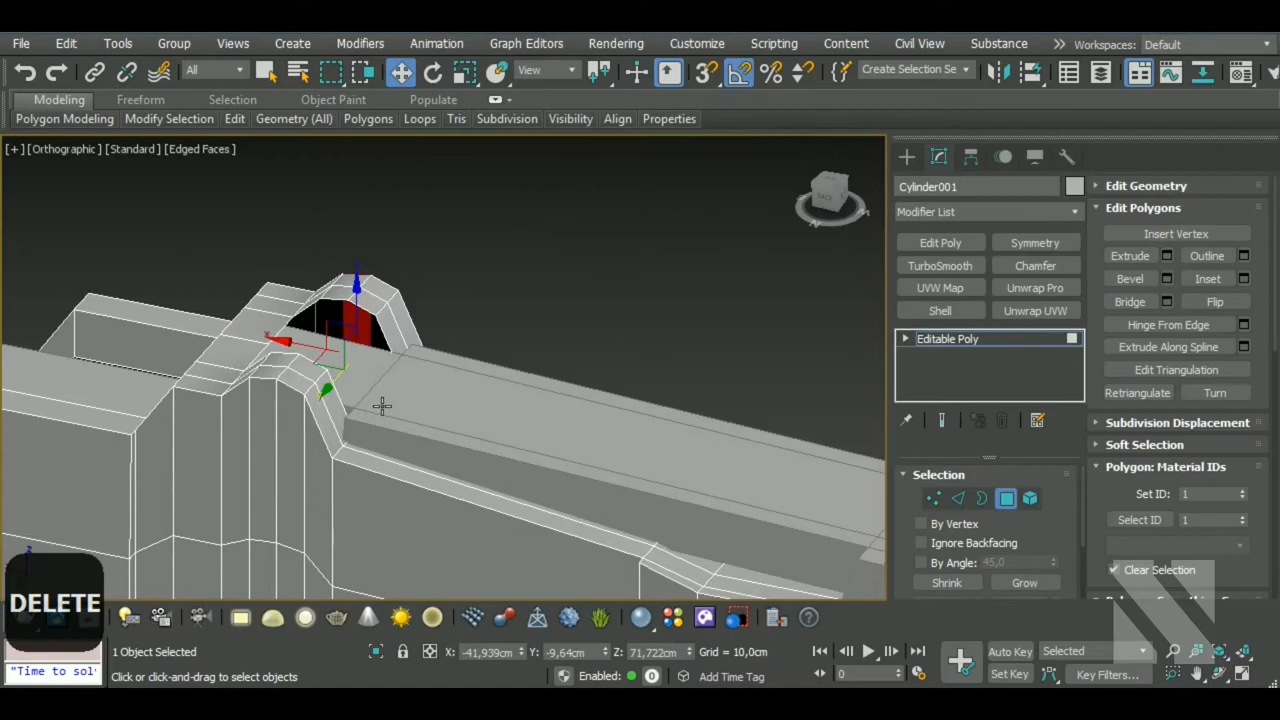 File Edit Tools Group Views Create Modifiers Animation Graph Editors Rendering Customize Scripting Content Civil View Substance Workspaces: Default
All View Create Selection Se
Modeling Freeform Selection Object Paint Populate
Polygon Modeling Modify Selection Edit Geometry (All) Polygons Loops Tris Subdivision Visibility Align Properties
[+] [Orthographic] [Standard] [Edged Faces]
Cylinder001
Modifier List
Edit Poly Symmetry
TurboSmooth Chamfer
UVW Map Unwrap Pro
Shell Unwrap UVW
Editable Poly
Selection
By Vertex
Ignore Backfacing
By Angle: 45,0
Shrink Grow
Edit Geometry
Edit Polygons
Insert Vertex
Extrude Outline
Bevel Inset
Bridge Flip
Hinge From Edge
Extrude Along Spline
Edit Triangulation
Retriangulate Turn
Subdivision Displacement
Soft Selection
Polygon: Material IDs
Set ID: 1
Select ID 1
Clear Selection
DELETE
"Time to sol
1 Object Selected X: -41,939cm Y: -9,64cm Z: 71,722cm Grid = 10,0cm
Click or click-and-drag to select objects Enabled: 0 Add Time Tag
Auto Key Selected
0 Set Key Key Filters...